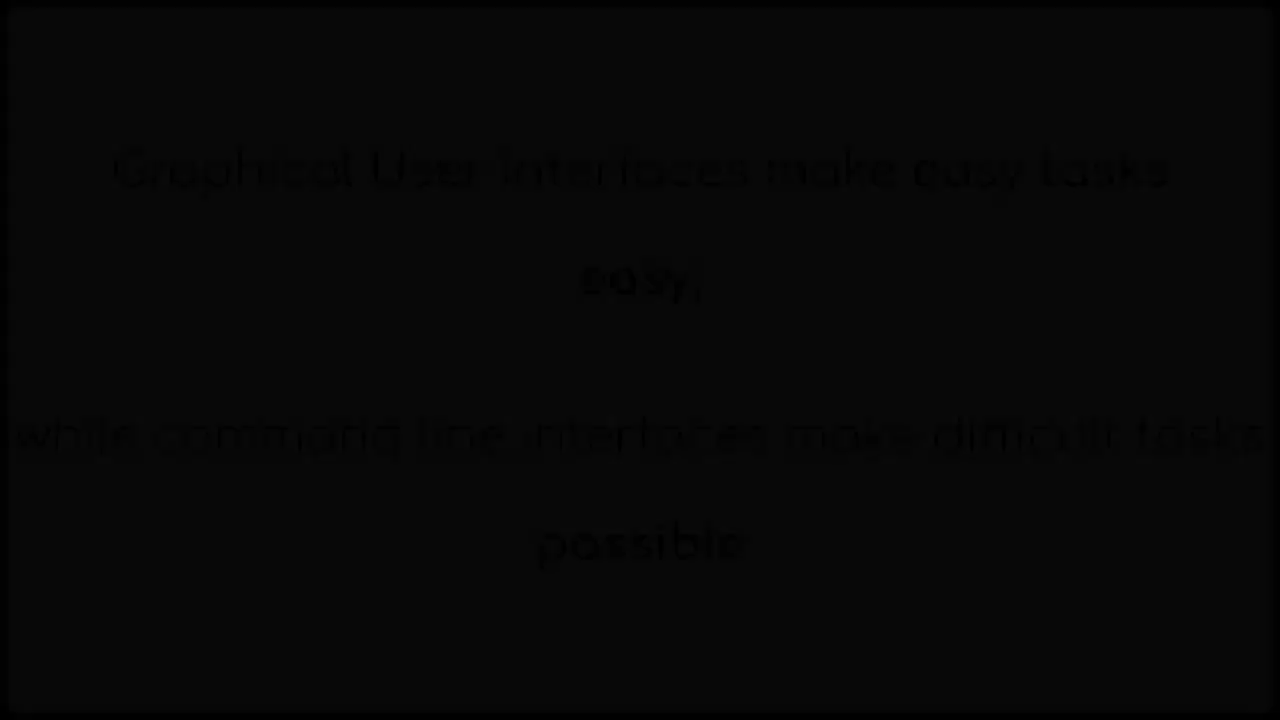 Graphical User Interfaces make easy tasks
easy,
while command line interfaces make difficult tasks
possible